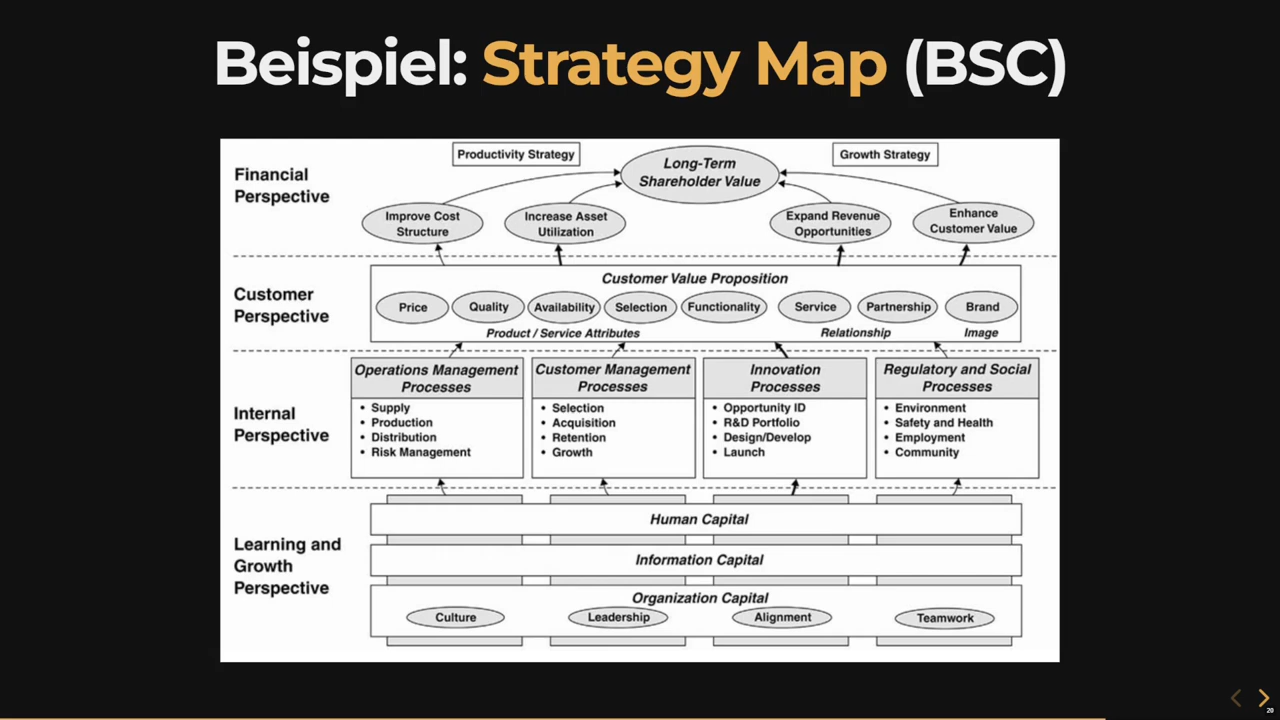 Beispiel: Strategy Map (BSC)
Financial
Perspective
Productivity Strategy
Long-Term
Shareholder Value
Growth Strategy
Improve Cost
Structure
Increase Asset
Utilization
Expand Revenue
Opportunities
Enhance
Customer Value
Customer
Perspective
Customer Value Proposition
Price
Quality
Availability
Selection
Functionality
Service
Partnership
Brand
Product / Service Attributes
Relationship
Image
Internal
Perspective
Operations Management
Processes
• Supply
• Production
• Distribution
• Risk Management
Customer Management
Processes
• Selection
• Acquisition
• Retention
• Growth
Innovation
Processes
• Opportunity ID
• R&D Portfolio
• Design/Develop
• Launch
Regulatory and Social
Processes
• Environment
• Safety and Health
• Employment
• Community
Learning and
Growth
Perspective
Human Capital
Information Capital
Organization Capital
Culture
Leadership
Alignment
Teamwork
20